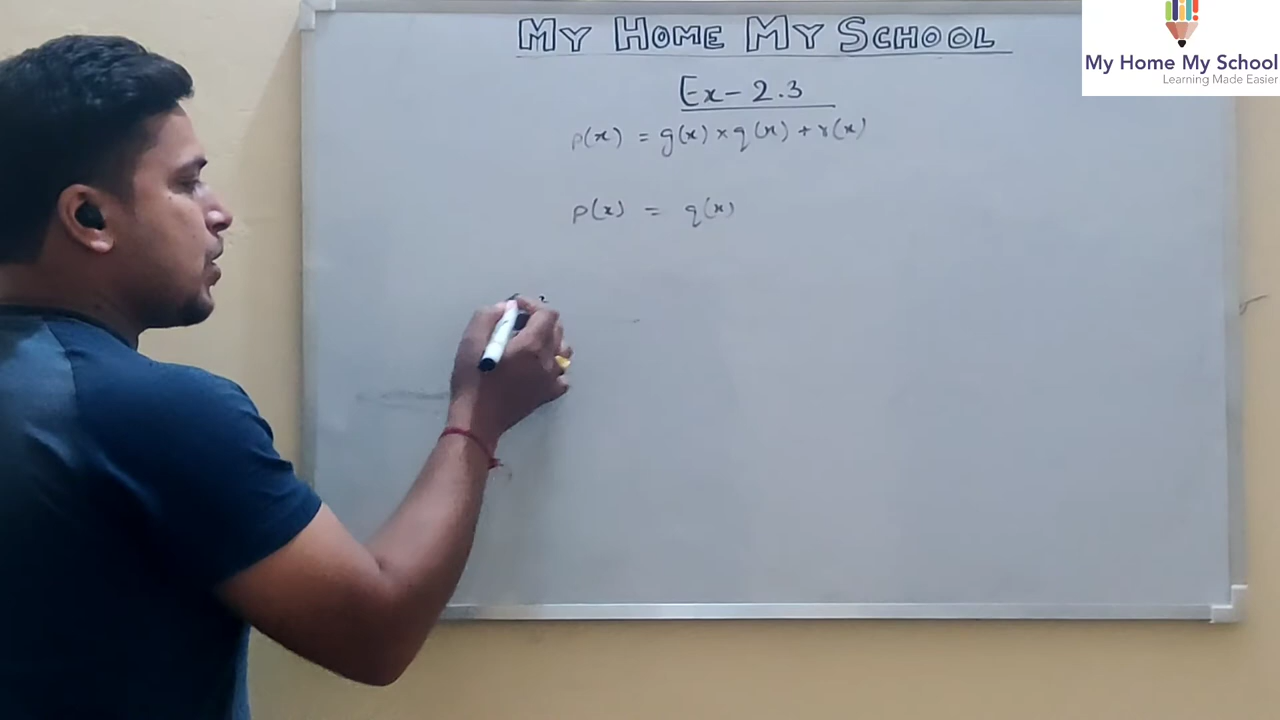 MY HOME MY SCHOOL
My Home My School
Learning Made Easier
Ex-2.3
p(x) = g(x) × q(x) + r(x)
p(x) = q(x)